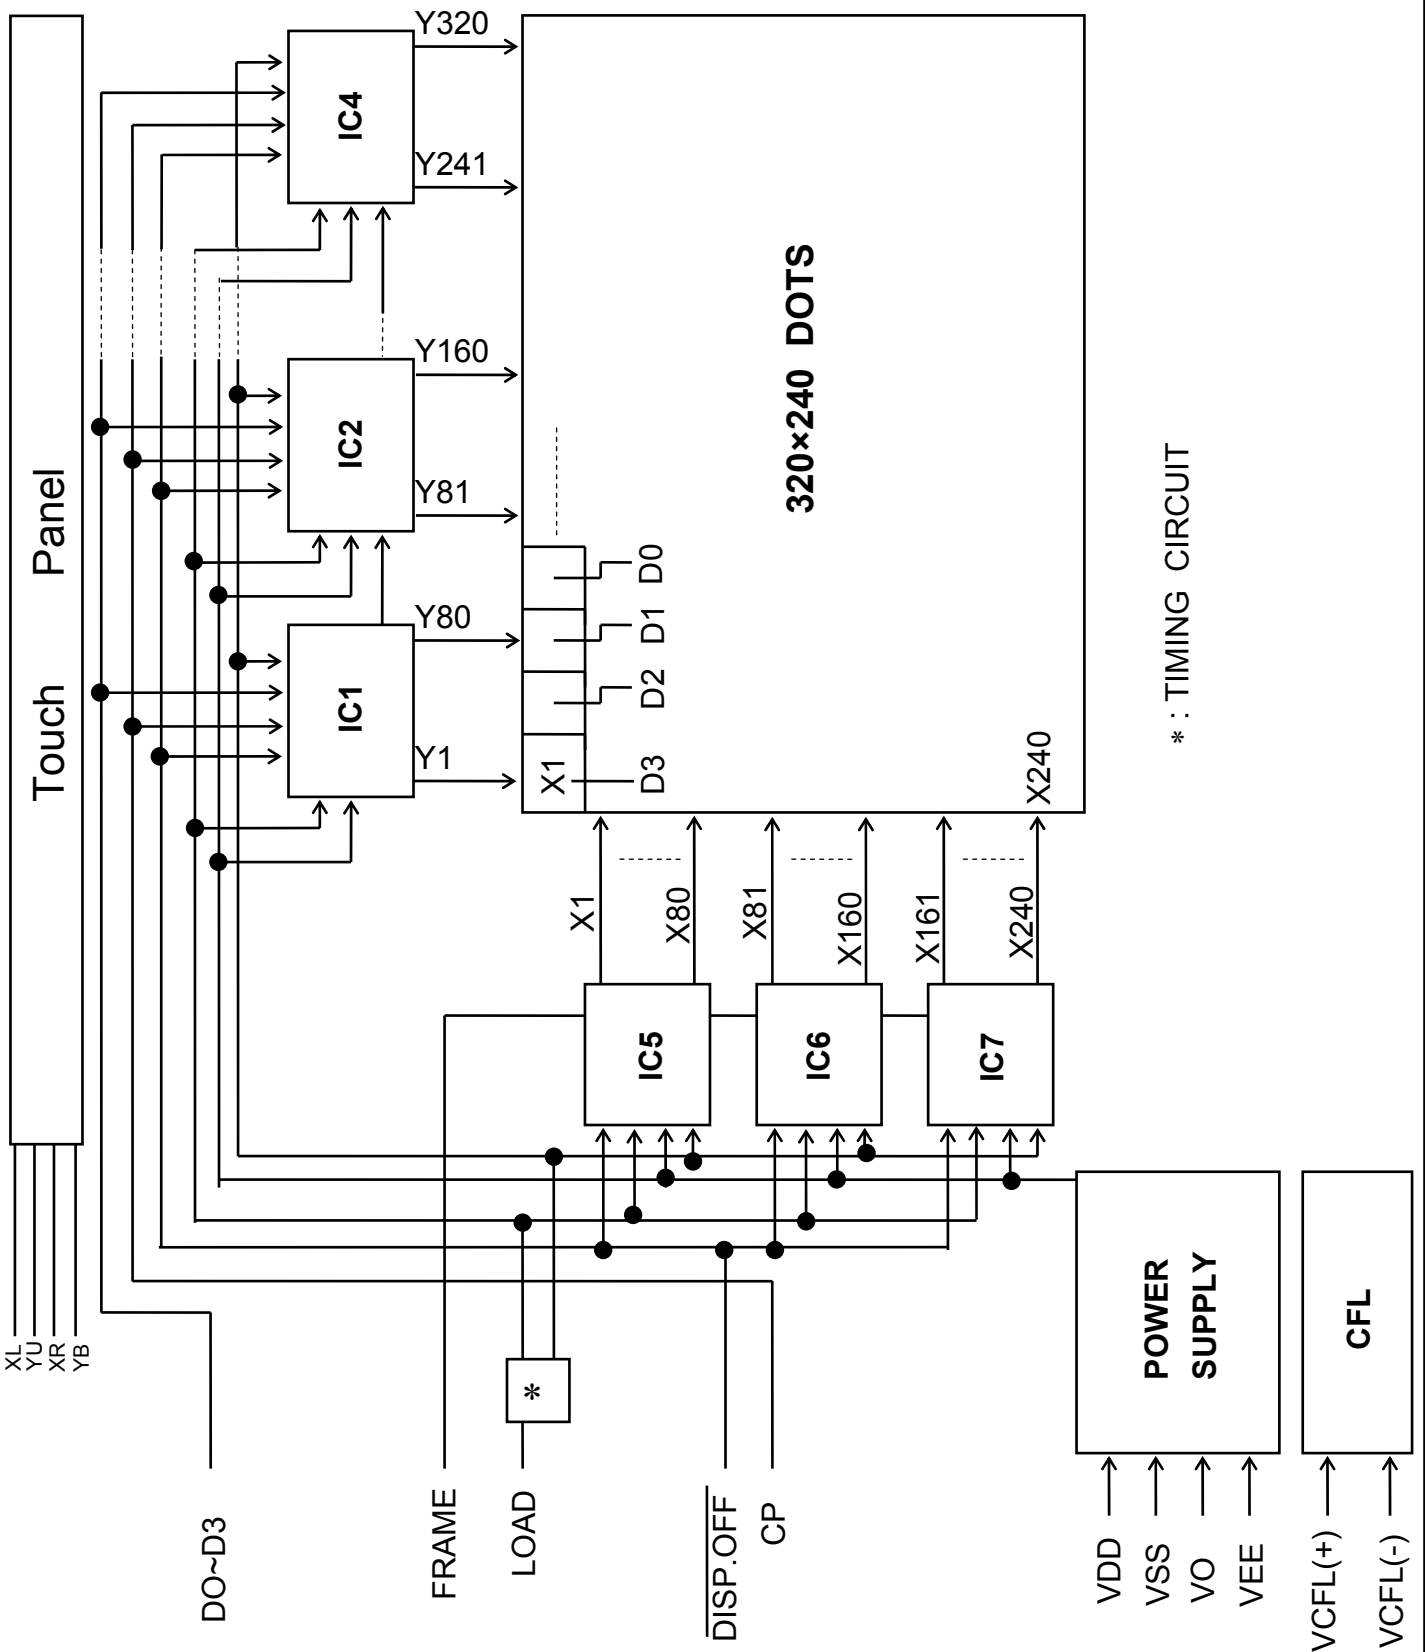 Touch Panel
XL
YU
XR
YB
IC4
Y320
Y241
IC2
Y160
Y81
IC1
Y80
Y1
320×240 DOTS
X1
D3
D2
D1
D0
X240
X1
X80
X81
X160
X161
X240
IC5
IC6
IC7
* : TIMING CIRCUIT
*
DO~D3
FRAME
LOAD
DISP.OFF
CP
POWER
SUPPLY
VDD
VSS
VO
VEE
CFL
VCFL(+)
VCFL(-)